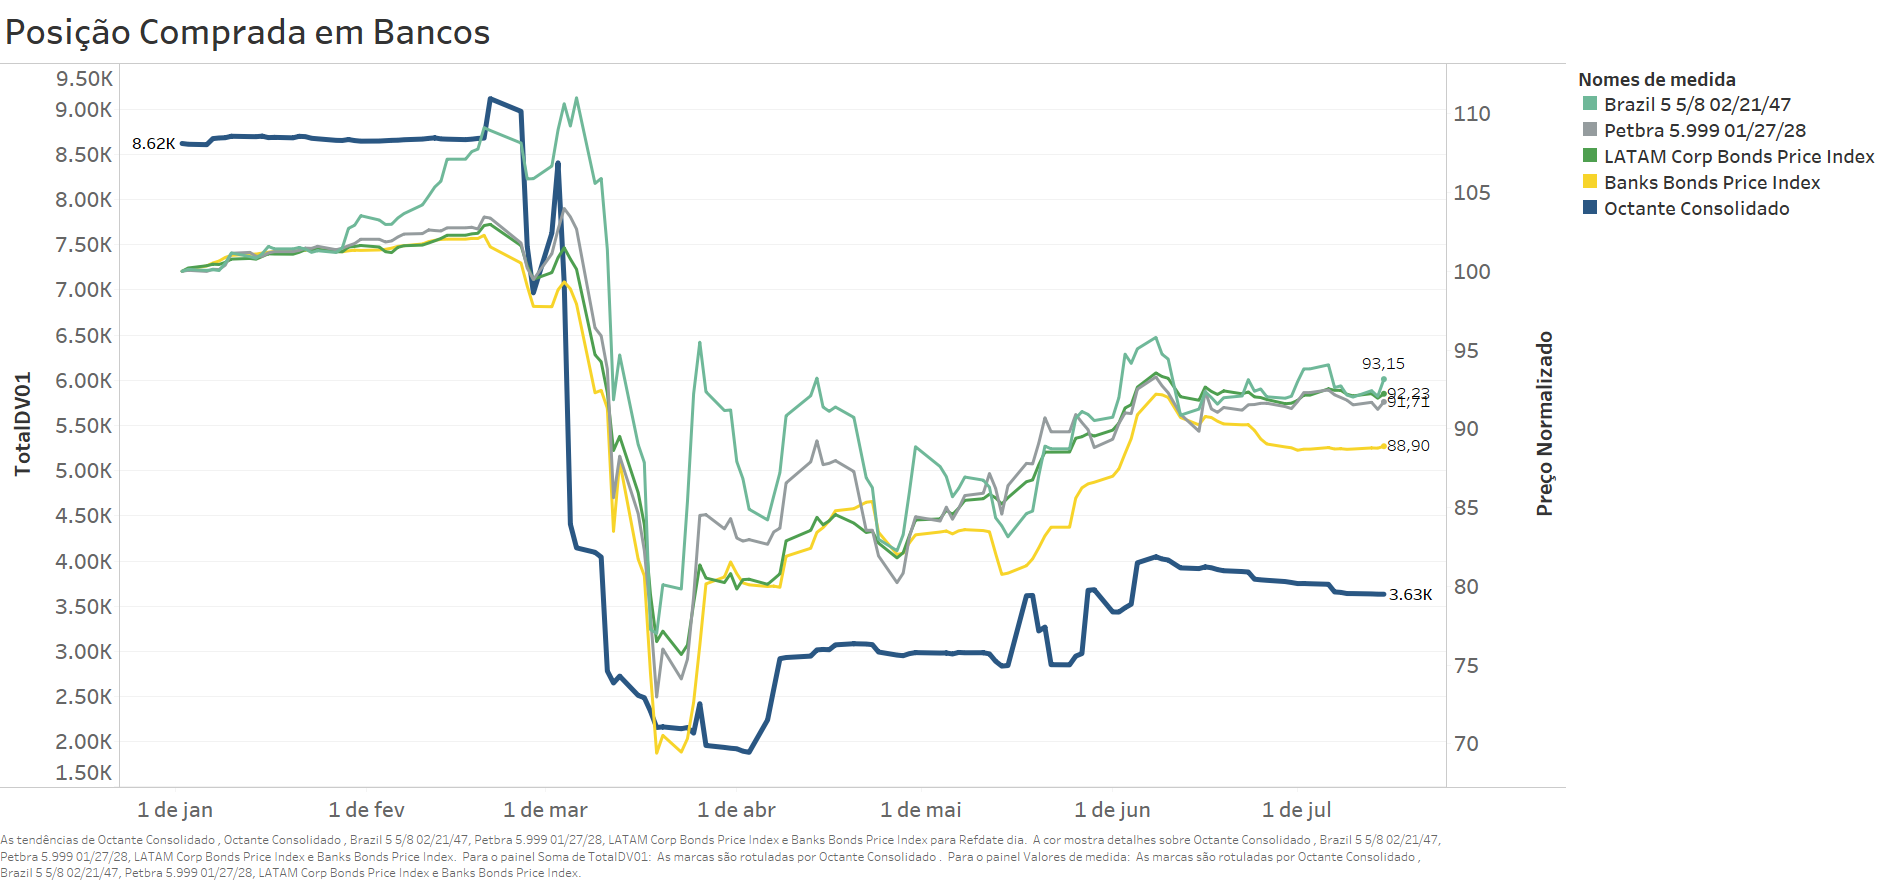 Posição Comprada em Bancos
9.50K
9.00K
8.50K
8.00K
7.50K
7.00K
6.50K
6.00K
5.50K
5.00K
4.50K
4.00K
3.50K
3.00K
2.50K
2.00K
1.50K
TotalDV01
8.62K
93,15
92,23
91,71
88,90
3.63K
110
105
100
95
90
85
80
75
70
Preço Normalizado
Nomes de medida
Brazil 5 5/8 02/21/47
Petbra 5.999 01/27/28
LATAM Corp Bonds Price Index
Banks Bonds Price Index
Octante Consolidado
1 de jan
1 de fev
1 de mar
1 de abr
1 de mai
1 de jun
1 de jul
As tendências de Octante Consolidado , Octante Consolidado , Brazil 5 5/8 02/21/47, Petbra 5.999 01/27/28, LATAM Corp Bonds Price Index e Banks Bonds Price Index para Refdate dia.  A cor mostra detalhes sobre Octante Consolidado , Brazil 5 5/8 02/21/47,
Petbra 5.999 01/27/28, LATAM Corp Bonds Price Index e Banks Bonds Price Index.  Para o painel Soma de TotalDV01:  As marcas são rotuladas por Octante Consolidado .  Para o painel Valores de medida:  As marcas são rotuladas por Octante Consolidado ,
Brazil 5 5/8 02/21/47, Petbra 5.999 01/27/28, LATAM Corp Bonds Price Index e Banks Bonds Price Index.